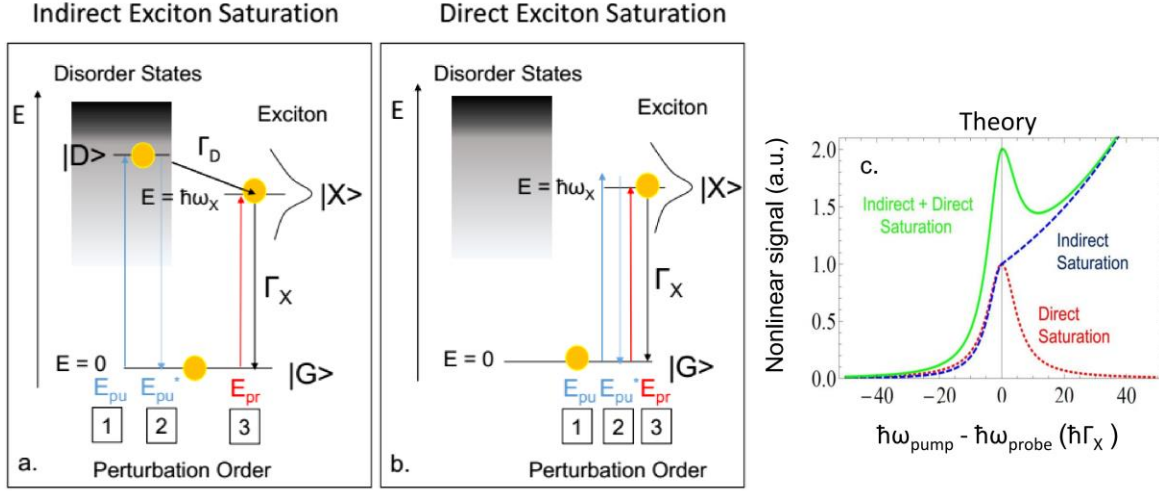 Indirect Exciton Saturation
Direct Exciton Saturation
Disorder States
E
Exciton
|D>
Γ_D
E = ħω_X
|X>
Γ_X
E = 0
|G>
E_pu
E_pu*
E_pr
1
2
3
a.
Perturbation Order
Disorder States
E
Exciton
E = ħω_X
|X>
Γ_X
E = 0
|G>
E_pu
E_pu*
E_pr
1
2
3
b.
Perturbation Order
Theory
c.
Nonlinear signal (a.u.)
2.0
1.5
1.0
0.5
0.0
Indirect + Direct
Saturation
Indirect
Saturation
Direct
Saturation
-40
-20
0
20
40
ħω_pump - ħω_probe (ħΓ_X )